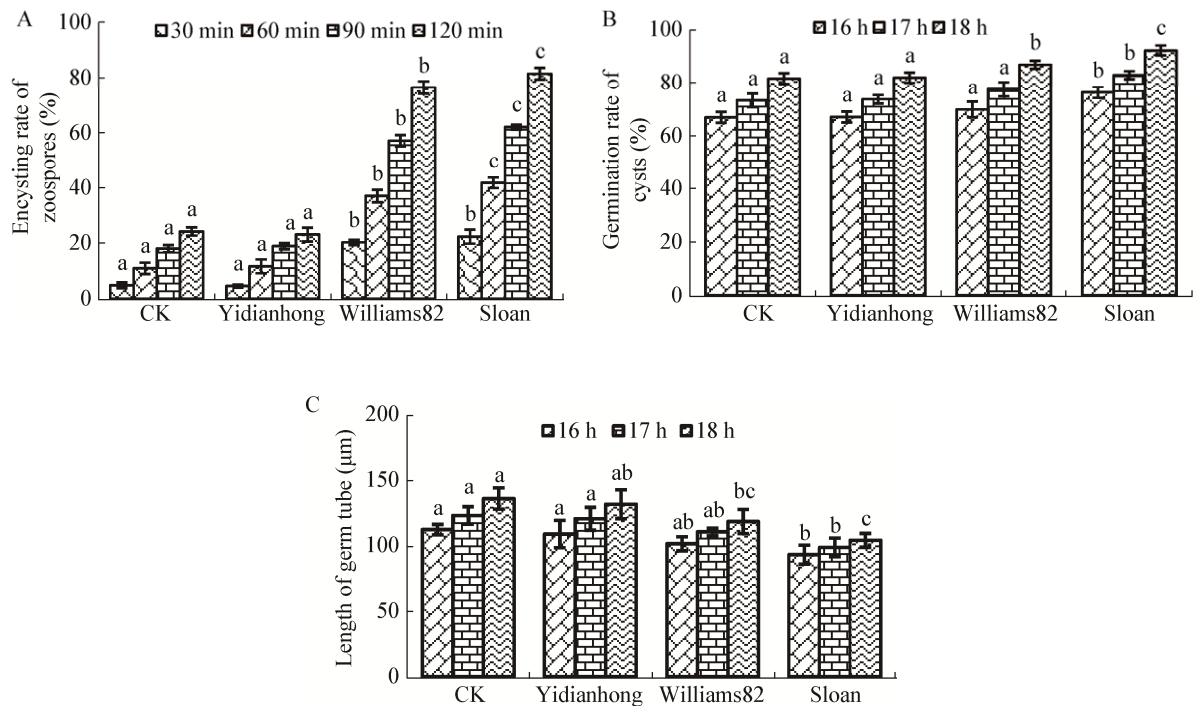 A
30 min 60 min 90 min 120 min
Encysting rate of
zoospores (%)
100
80
60
40
20
0
a a a a
a a a a
b b b b
b c c c
CK Yidianhong Williams82 Sloan
B
16 h 17 h 18 h
Germination rate of
cysts (%)
100
80
60
40
20
0
a a a
a a a
a a b
b b c
CK Yidianhong Williams82 Sloan
C
16 h 17 h 18 h
Length of germ tube (μm)
200
150
100
50
0
a a a
a a ab
ab ab bc
b b c
CK Yidianhong Williams82 Sloan